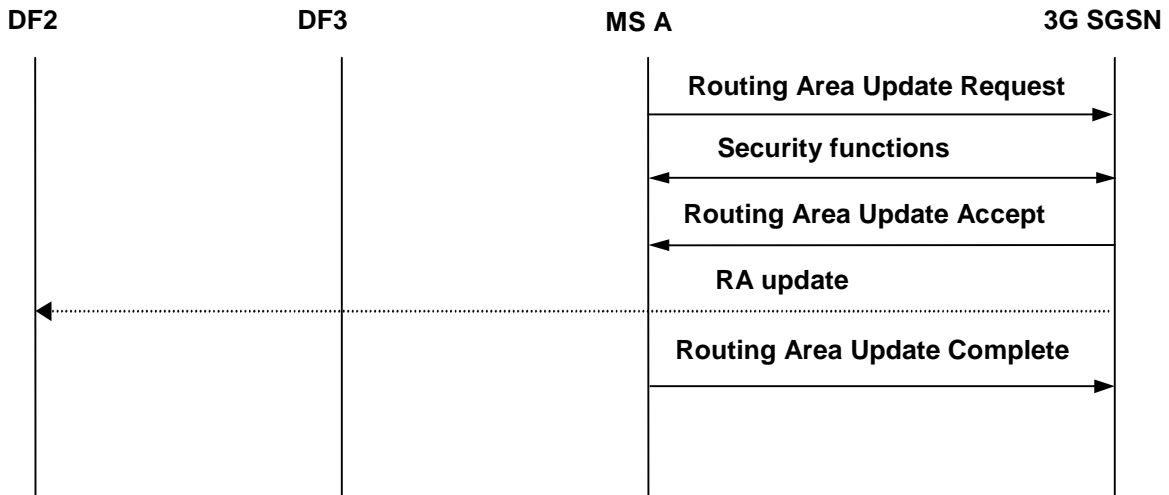 DF2 DF3 MS A 3G SGSN
Routing Area Update Request
Security functions
Routing Area Update Accept
RA update
Routing Area Update Complete